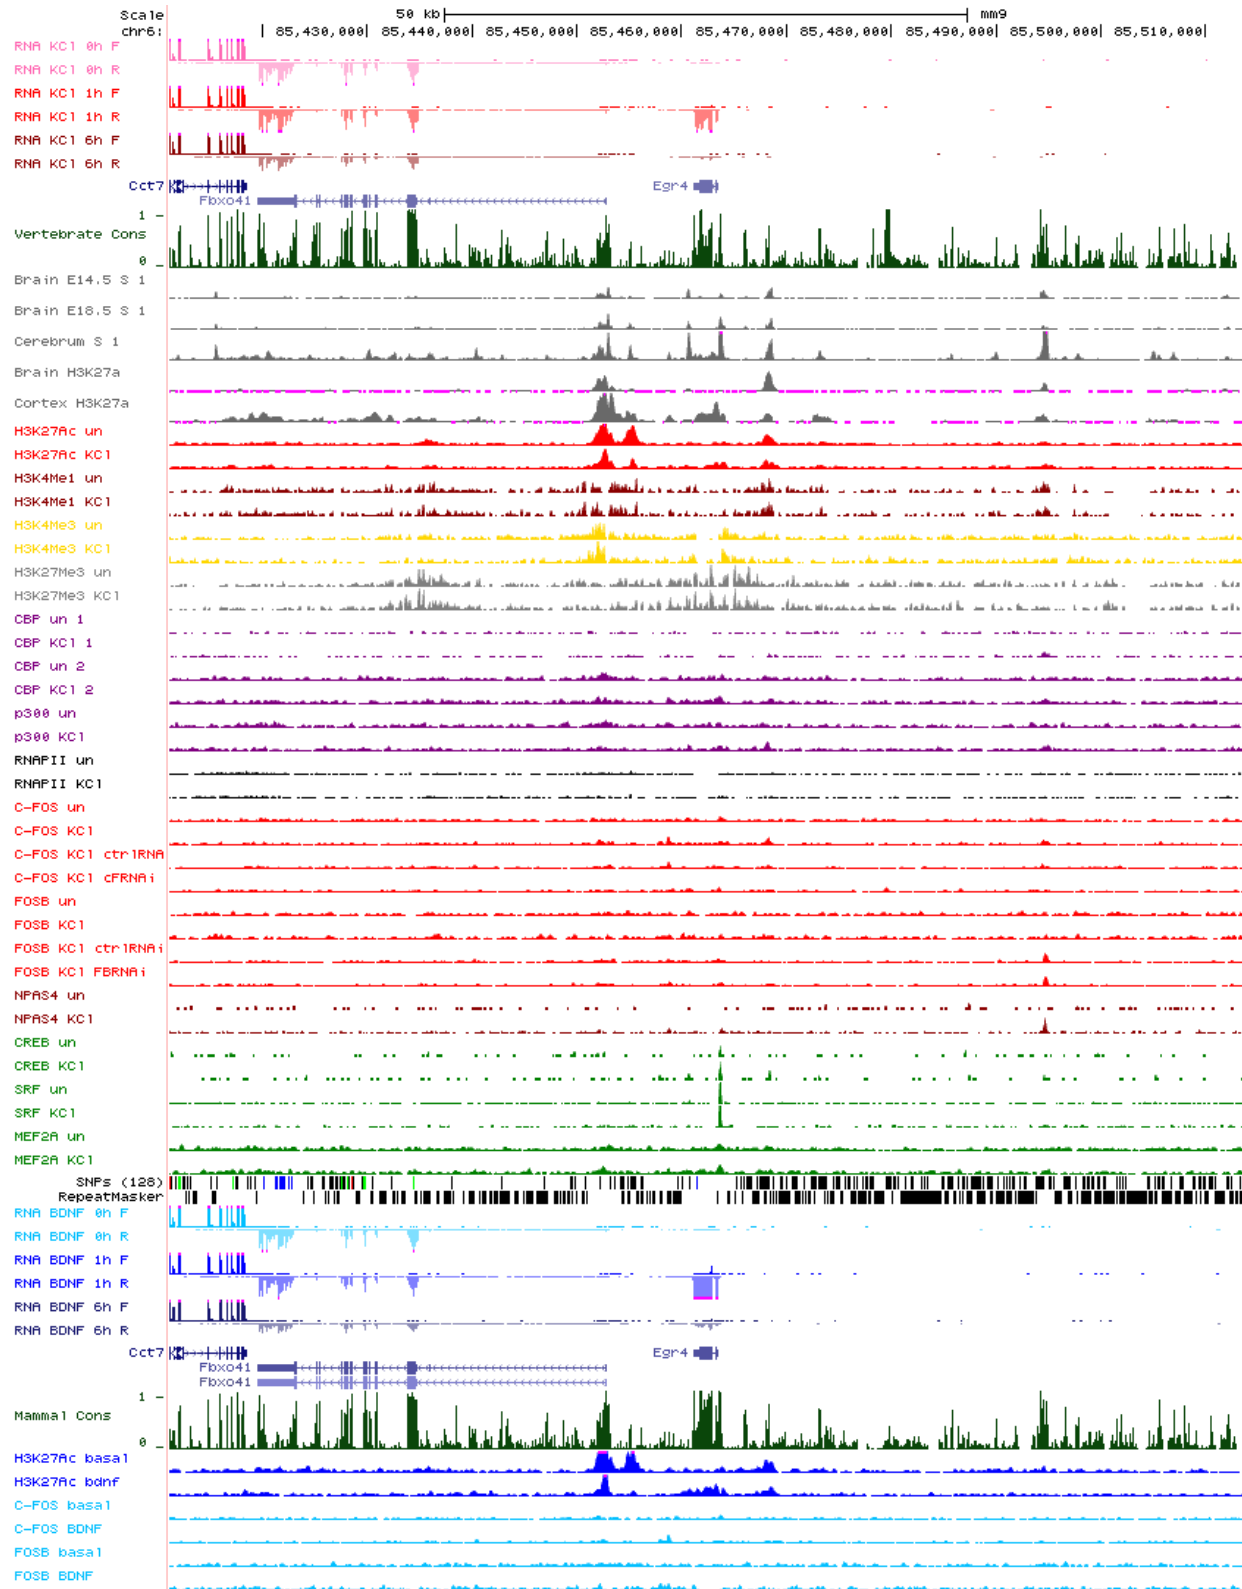 Scale 50 kb mm9
chr6: 85,430,000 85,440,000 85,450,000 85,460,000 85,470,000 85,480,000 85,490,000 85,500,000 85,510,000
RNA KCl 0h F
RNA KCl 0h R
RNA KCl 1h F
RNA KCl 1h R
RNA KCl 6h F
RNA KCl 6h R
Cct7 Egr4
Fbxo41
1
Vertebrate Cons
0
Brain E14.5 S 1
Brain E18.5 S 1
Cerebrum S 1
Brain H3K27a
Cortex H3K27a
H3K27Ac un
H3K27Ac KCl
H3K4Me1 un
H3K4Me1 KCl
H3K4Me3 un
H3K4Me3 KCl
H3K27Me3 un
H3K27Me3 KCl
CBP un 1
CBP KCl 1
CBP un 2
CBP KCl 2
p300 un
p300 KCl
RNAPII un
RNAPII KCl
C-FOS un
C-FOS KCl
C-FOS KCl ctrlRNA
C-FOS KCl cFRNAi
FOSB un
FOSB KCl
FOSB KCl ctrlRNAi
FOSB KCl FBRNAi
NPAS4 un
NPAS4 KCl
CREB un
CREB KCl
SRF un
SRF KCl
MEF2A un
MEF2A KCl
SNPs (128)
RepeatMasker
RNA BDNF 0h F
RNA BDNF 0h R
RNA BDNF 1h F
RNA BDNF 1h R
RNA BDNF 6h F
RNA BDNF 6h R
Cct7 Egr4
Fbxo41
Fbxo41
1
Mammal Cons
0
H3K27Ac basal
H3K27Ac bdnf
C-FOS basal
C-FOS BDNF
FOSB basal
FOSB BDNF